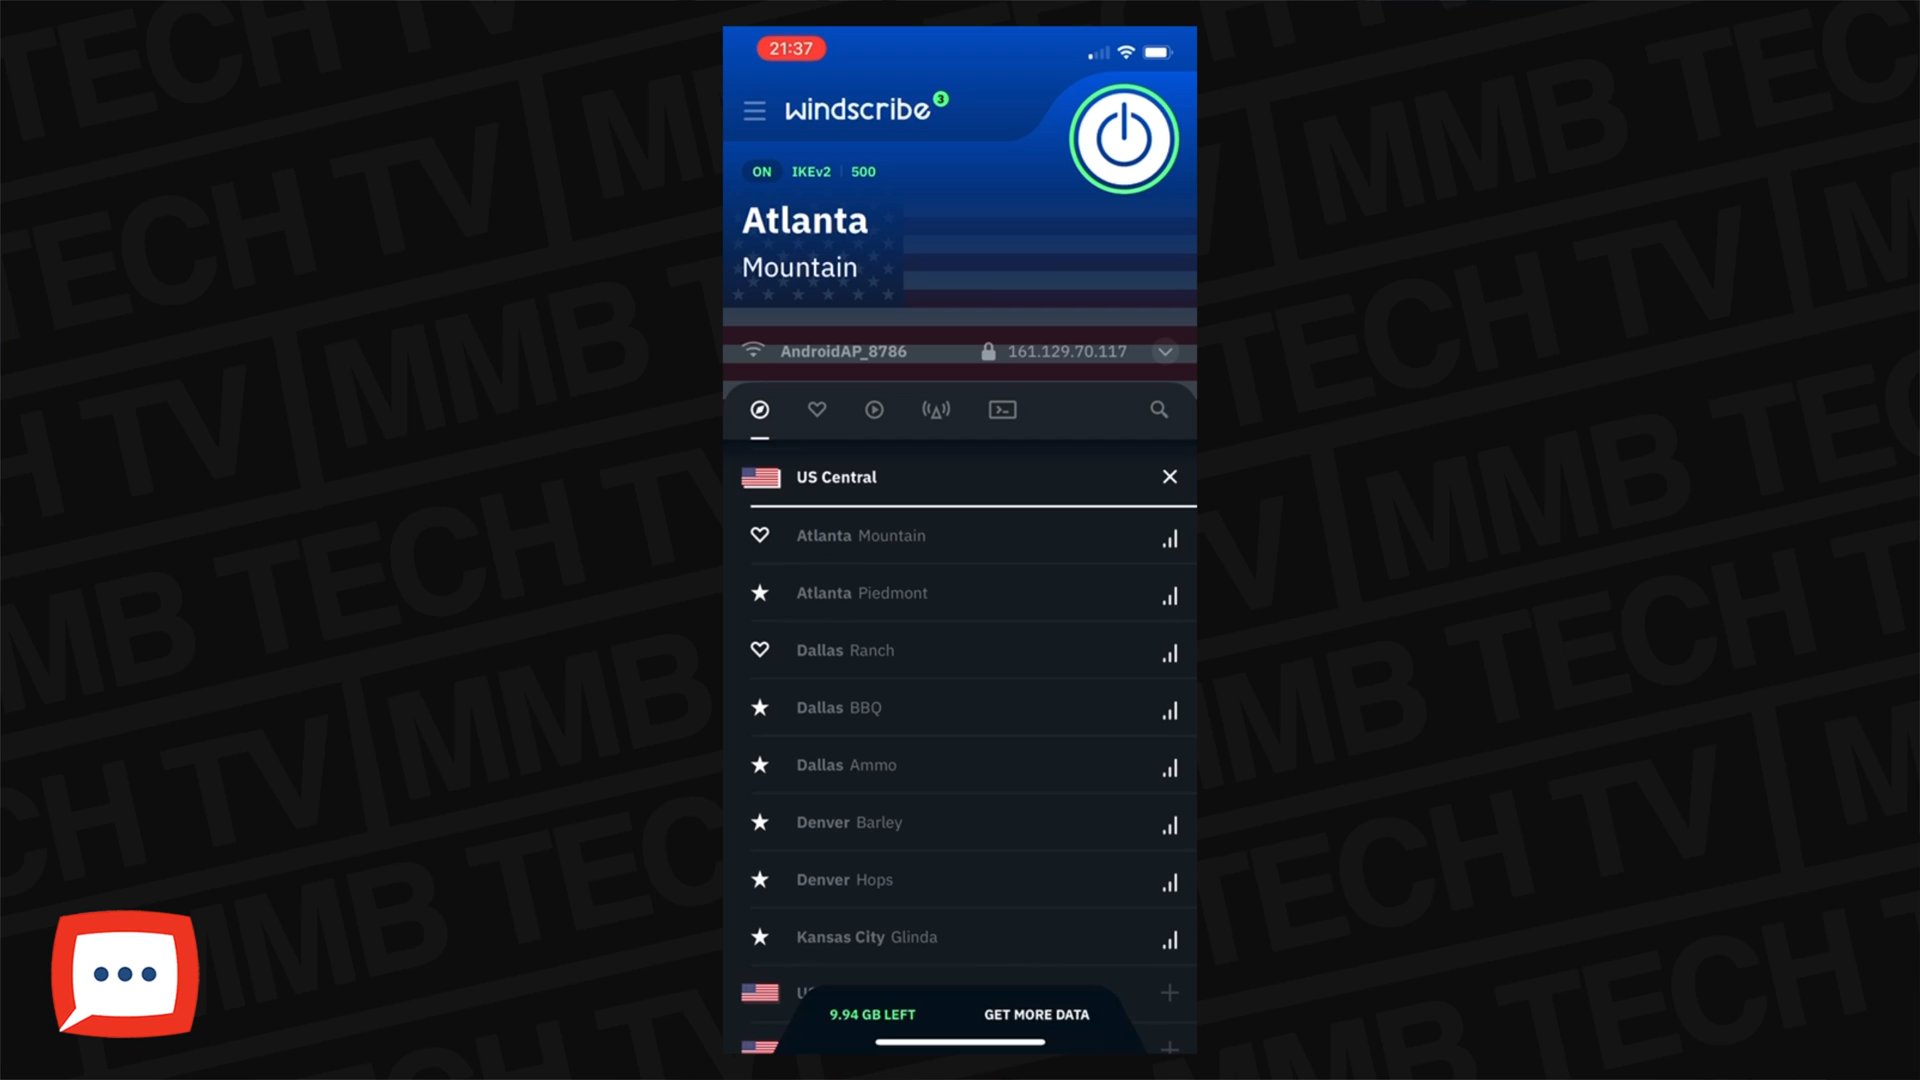 21:37
windscribe 3
ON IKEv2 500
Atlanta
Mountain
AndroidAP_8786 161.129.70.117
US Central
Atlanta Mountain
Atlanta Piedmont
Dallas Ranch
Dallas BBQ
Dallas Ammo
Denver Barley
Denver Hops
Kansas City Glinda
9.94 GB LEFT GET MORE DATA
MMB TECH TV